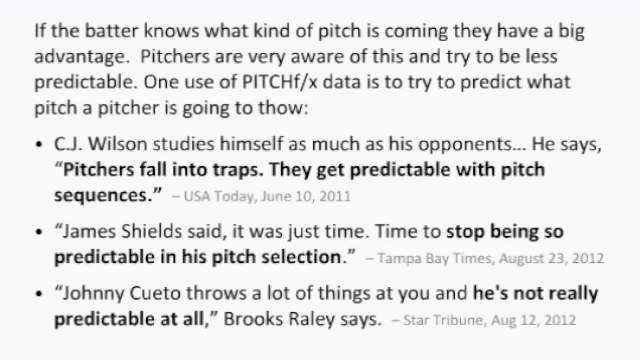 If the batter knows what kind of pitch is coming they have a big
advantage.  Pitchers are very aware of this and try to be less
predictable. One use of PITCHf/x data is to try to predict what
pitch a pitcher is going to thow:
• C.J. Wilson studies himself as much as his opponents… He says,
“Pitchers fall into traps. They get predictable with pitch
sequences.” – USA Today, June 10, 2011
• “James Shields said, it was just time. Time to stop being so
predictable in his pitch selection.” – Tampa Bay Times, August 23, 2012
• “Johnny Cueto throws a lot of things at you and he's not really
predictable at all,” Brooks Raley says. – Star Tribune, Aug 12, 2012